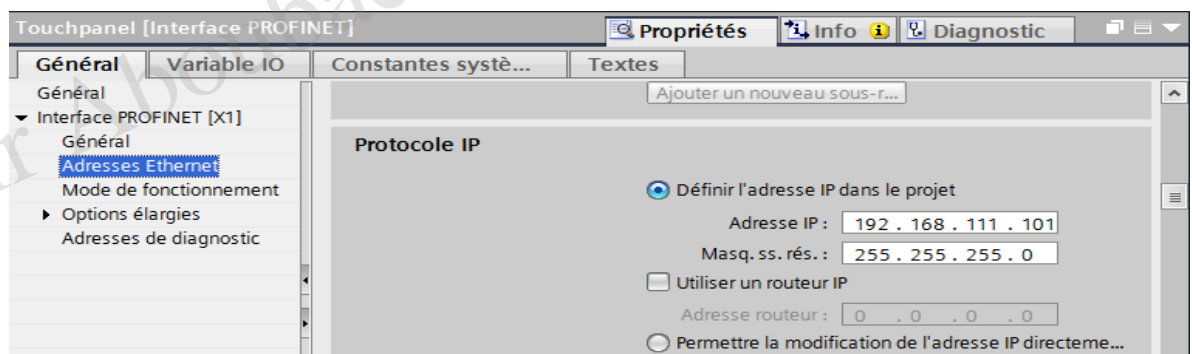 Touchpanel [Interface PROFINET] Propriétés Info Diagnostic
Général Variable IO Constantes systè... Textes
Général
Interface PROFINET [X1]
Général
Adresses Ethernet
Mode de fonctionnement
Options élargies
Adresses de diagnostic
Ajouter un nouveau sous-r...
Protocole IP
Définir l'adresse IP dans le projet
Adresse IP : 192 . 168 . 111 . 101
Masq. ss. rés. : 255 . 255 . 255 . 0
Utiliser un routeur IP
Adresse routeur : 0 . 0 . 0 . 0
Permettre la modification de l'adresse IP directeme...